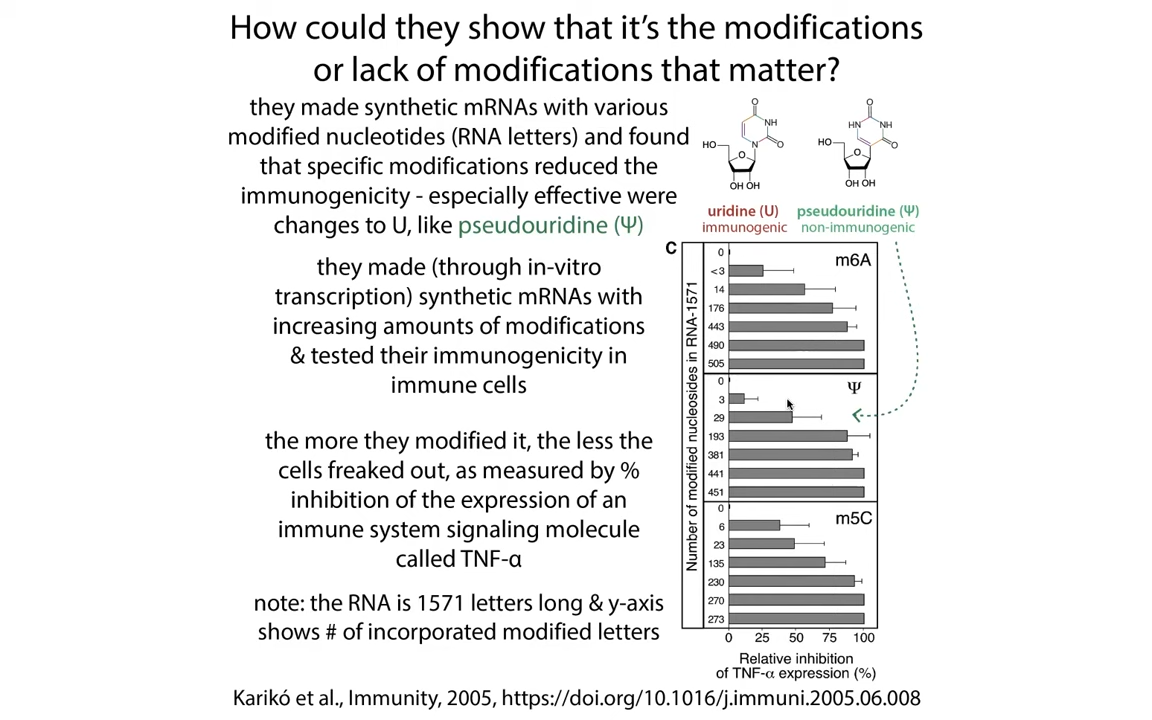 How could they show that it's the modifications
or lack of modifications that matter?
they made synthetic mRNAs with various
modified nucleotides (RNA letters) and found
that specific modifications reduced the
immunogenicity - especially effective were
changes to U, like pseudouridine (Ψ)
they made (through in-vitro
transcription) synthetic mRNAs with
increasing amounts of modifications
& tested their immunogenicity in
immune cells
the more they modified it, the less the
cells freaked out, as measured by %
inhibition of the expression of an
immune system signaling molecule
called TNF-α
note: the RNA is 1571 letters long & y-axis
shows # of incorporated modified letters
O
NH
O
N
HO
O
OH OH
uridine (U)
immunogenic
O
HN NH
O
HO
O
OH OH
pseudouridine (Ψ)
non-immunogenic
C
Number of modified nucleosides in RNA-1571
m6A
0
<3
14
176
443
490
505
Ψ
0
3
29
193
381
441
451
m5C
0
6
23
135
230
270
273
0 25 50 75 100
Relative inhibition
of TNF-α expression (%)
Karikó et al., Immunity, 2005, https://doi.org/10.1016/j.immuni.2005.06.008